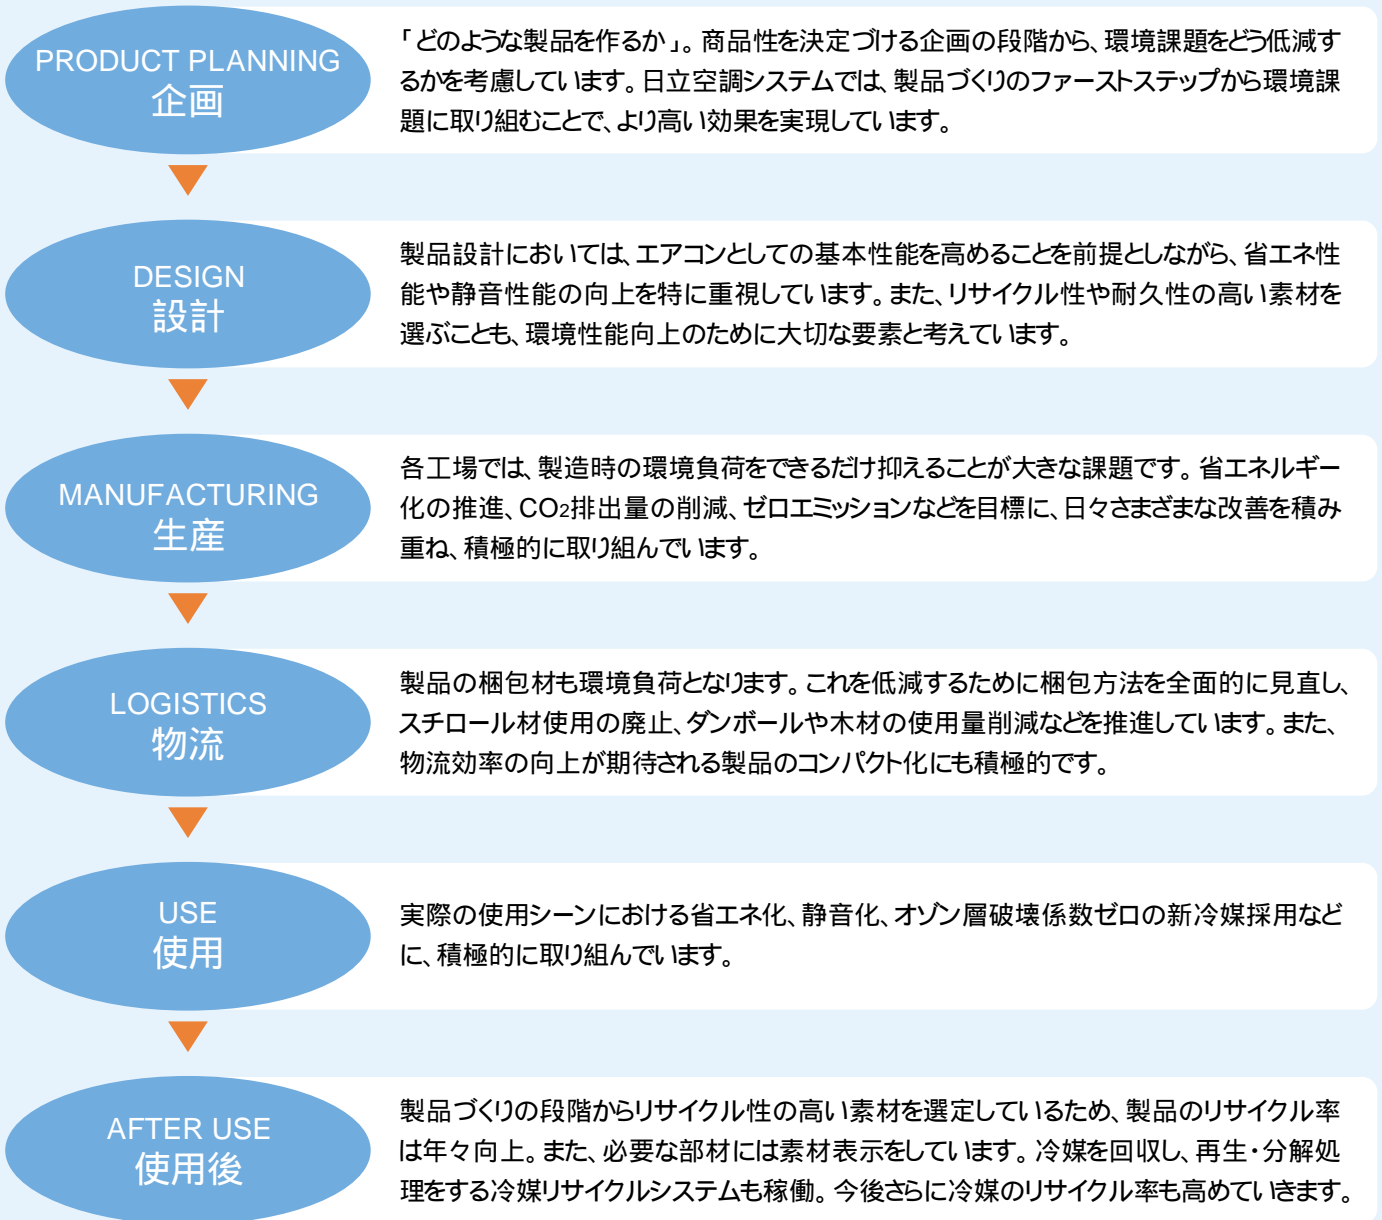 PRODUCT PLANNING
企画
「どのような製品を作るか」。商品性を決定づける企画の段階から、環境課題をどう低減す
るかを考慮しています。日立空調システムでは、製品づくりのファーストステップから環境課
題に取り組むことで、より高い効果を実現しています。
DESIGN
設計
製品設計においては、エアコンとしての基本性能を高めることを前提としながら、省エネ性
能や静音性能の向上を特に重視しています。また、リサイクル性や耐久性の高い素材を
選ぶことも、環境性能向上のために大切な要素と考えています。
MANUFACTURING
生産
各工場では、製造時の環境負荷をできるだけ抑えることが大きな課題です。省エネルギー
化の推進、CO₂排出量の削減、ゼロエミッションなどを目標に、日々さまざまな改善を積み
重ね、積極的に取り組んでいます。
LOGISTICS
物流
製品の梱包材も環境負荷となります。これを低減するために梱包方法を全面的に見直し、
スチロール材使用の廃止、ダンボールや木材の使用量削減などを推進しています。また、
物流効率の向上が期待される製品のコンパクト化にも積極的です。
USE
使用
実際の使用シーンにおける省エネ化、静音化、オゾン層破壊係数ゼロの新冷媒採用など
に、積極的に取り組んでいます。
AFTER USE
使用後
製品づくりの段階からリサイクル性の高い素材を選定しているため、製品のリサイクル率
は年々向上。また、必要な部材には素材表示をしています。冷媒を回収し、再生・分解処
理をする冷媒リサイクルシステムも稼働。今後さらに冷媒のリサイクル率も高めていきます。